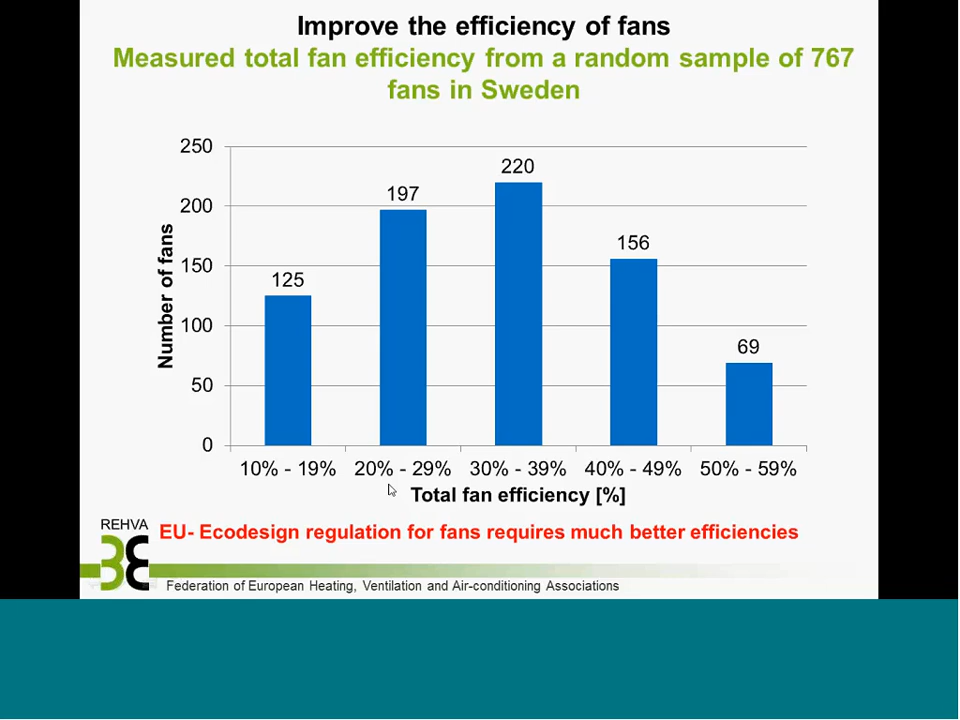 Improve the efficiency of fans
Measured total fan efficiency from a random sample of 767
fans in Sweden
250
200
150
100
50
0
Number of fans
125
197
220
156
69
10% - 19%
20% - 29%
30% - 39%
40% - 49%
50% - 59%
Total fan efficiency [%]
REHVA
EU- Ecodesign regulation for fans requires much better efficiencies
Federation of European Heating, Ventilation and Air-conditioning Associations